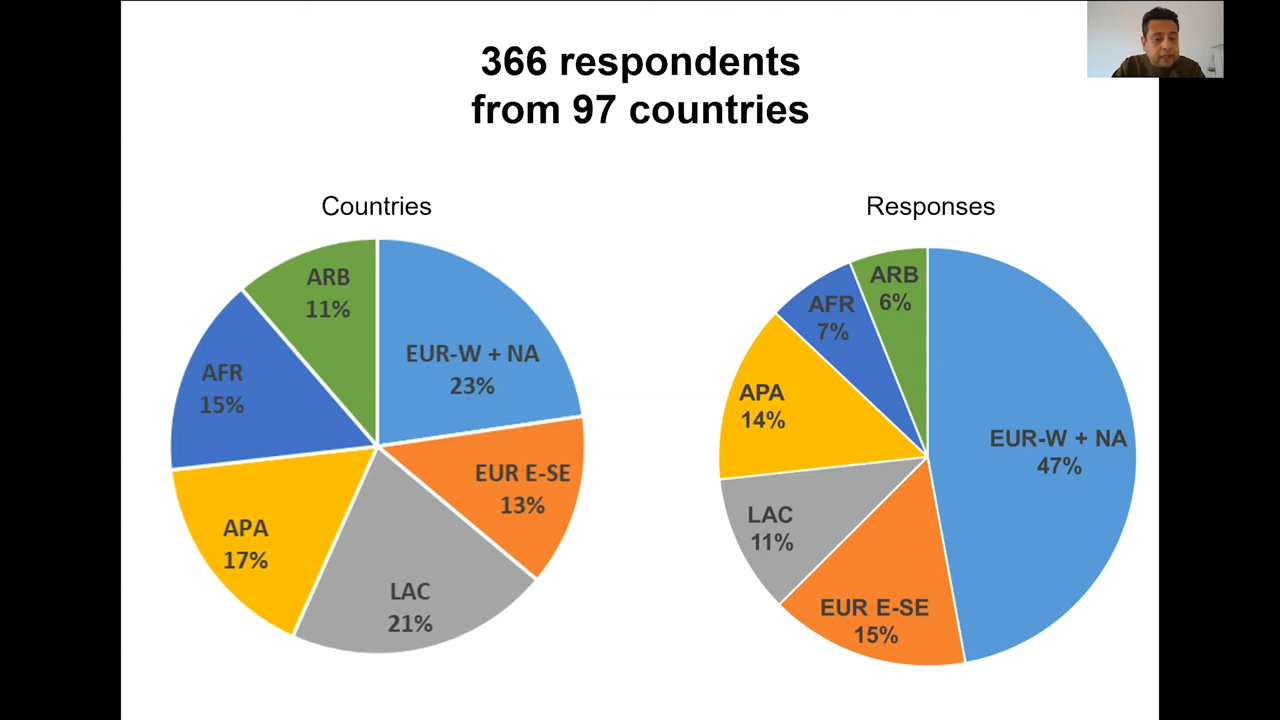 366 respondents
from 97 countries
Countries
ARB
11%
EUR-W + NA
23%
AFR
15%
EUR E-SE
13%
APA
17%
LAC
21%
Responses
ARB
6%
AFR
7%
APA
14%
EUR-W + NA
47%
LAC
11%
EUR E-SE
15%